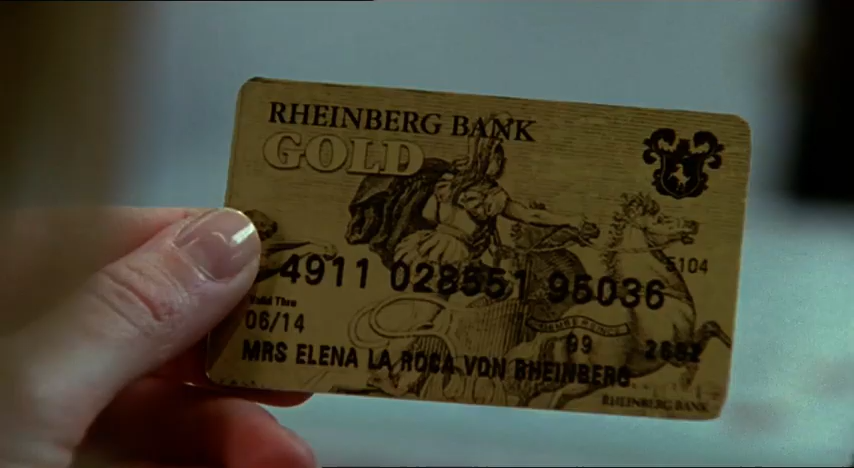 RHEINBERG BANK
GOLD
5104
4911 028551 95036
Valid Thru
06/14
99 2682
MRS ELENA LA ROCA VON RHEINBERG
RHEINBERG BANK